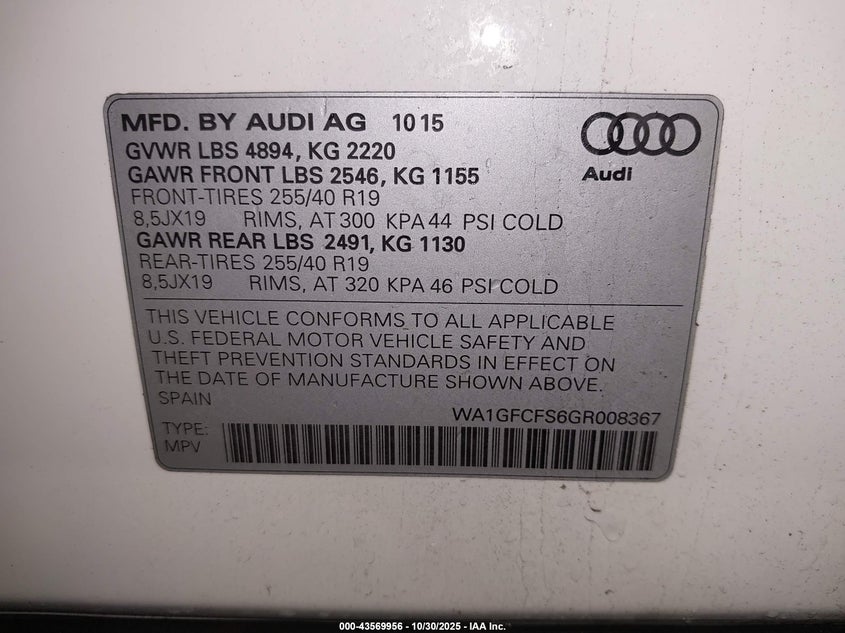 MFD. BY AUDI AG 10 15
GVWR LBS 4894, KG 2220
GAWR FRONT LBS 2546, KG 1155
FRONT-TIRES 255/40 R19
8,5JX19 RIMS, AT 300 KPA 44 PSI COLD
GAWR REAR LBS 2491, KG 1130
REAR-TIRES 255/40 R19
8,5JX19 RIMS, AT 320 KPA 46 PSI COLD
Audi
THIS VEHICLE CONFORMS TO ALL APPLICABLE
U.S. FEDERAL MOTOR VEHICLE SAFETY AND
THEFT PREVENTION STANDARDS IN EFFECT ON
THE DATE OF MANUFACTURE SHOWN ABOVE.
SPAIN
WA1GFCFS6GR008367
TYPE:
MPV
000-43569956 - 10/30/2025 - IAA Inc.